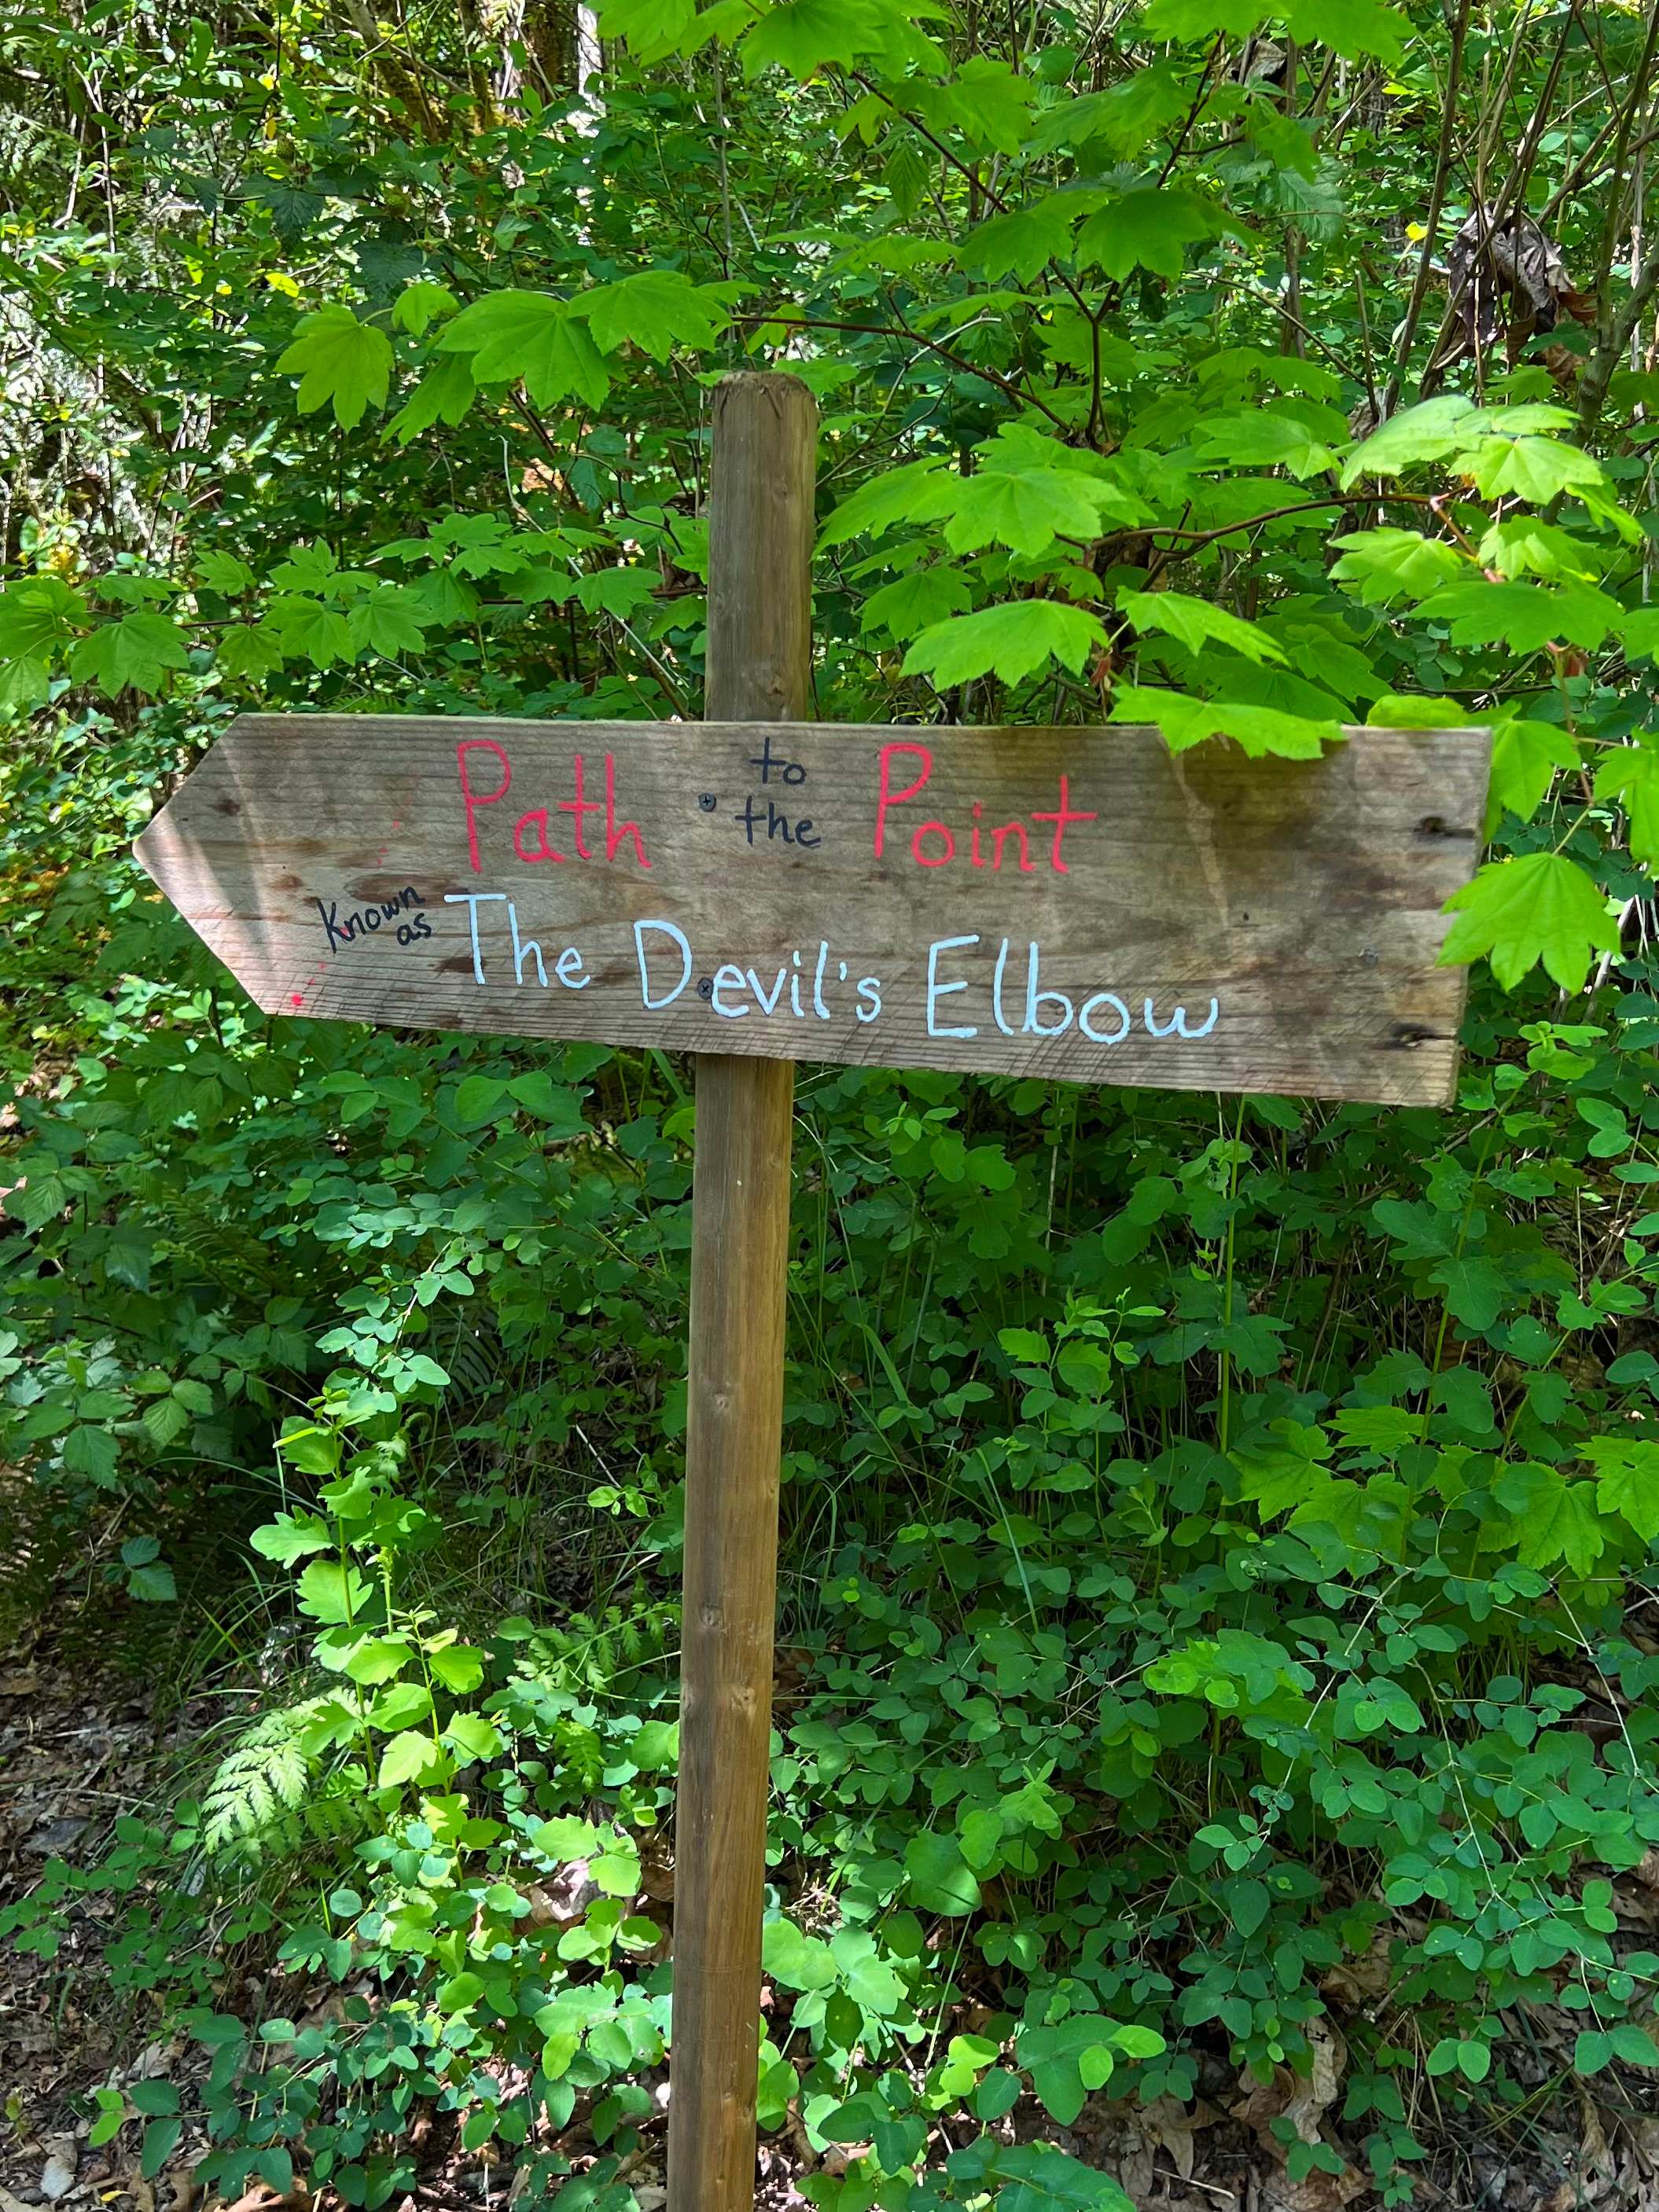 Path to the Point
Known as The Devil's Elbow